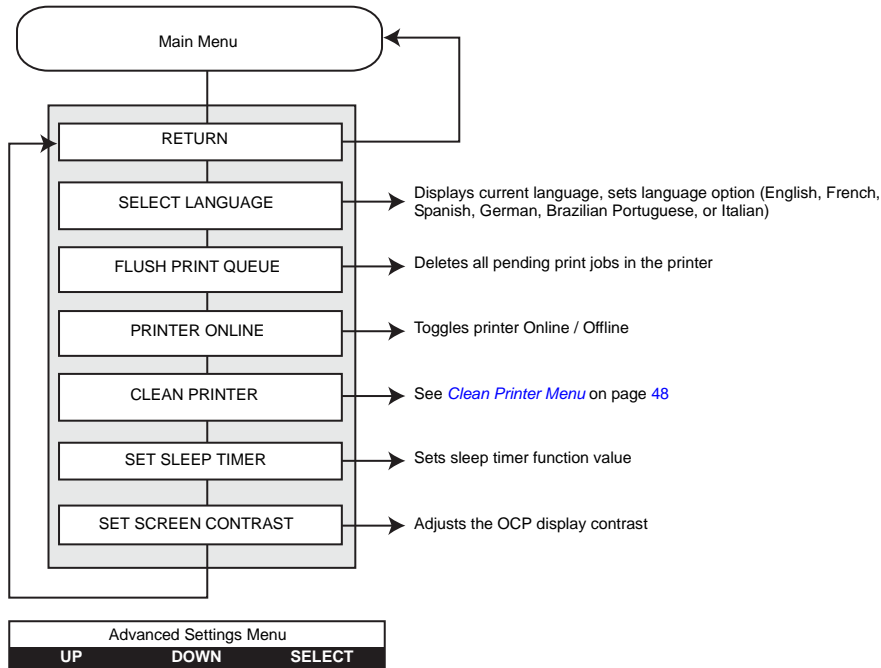 Main Menu
RETURN
SELECT LANGUAGE
Displays current language, sets language option (English, French,
Spanish, German, Brazilian Portuguese, or Italian)
FLUSH PRINT QUEUE
Deletes all pending print jobs in the printer
PRINTER ONLINE
Toggles printer Online / Offline
CLEAN PRINTER
See Clean Printer Menu on page 48
SET SLEEP TIMER
Sets sleep timer function value
SET SCREEN CONTRAST
Adjusts the OCP display contrast
Advanced Settings Menu
UP DOWN SELECT